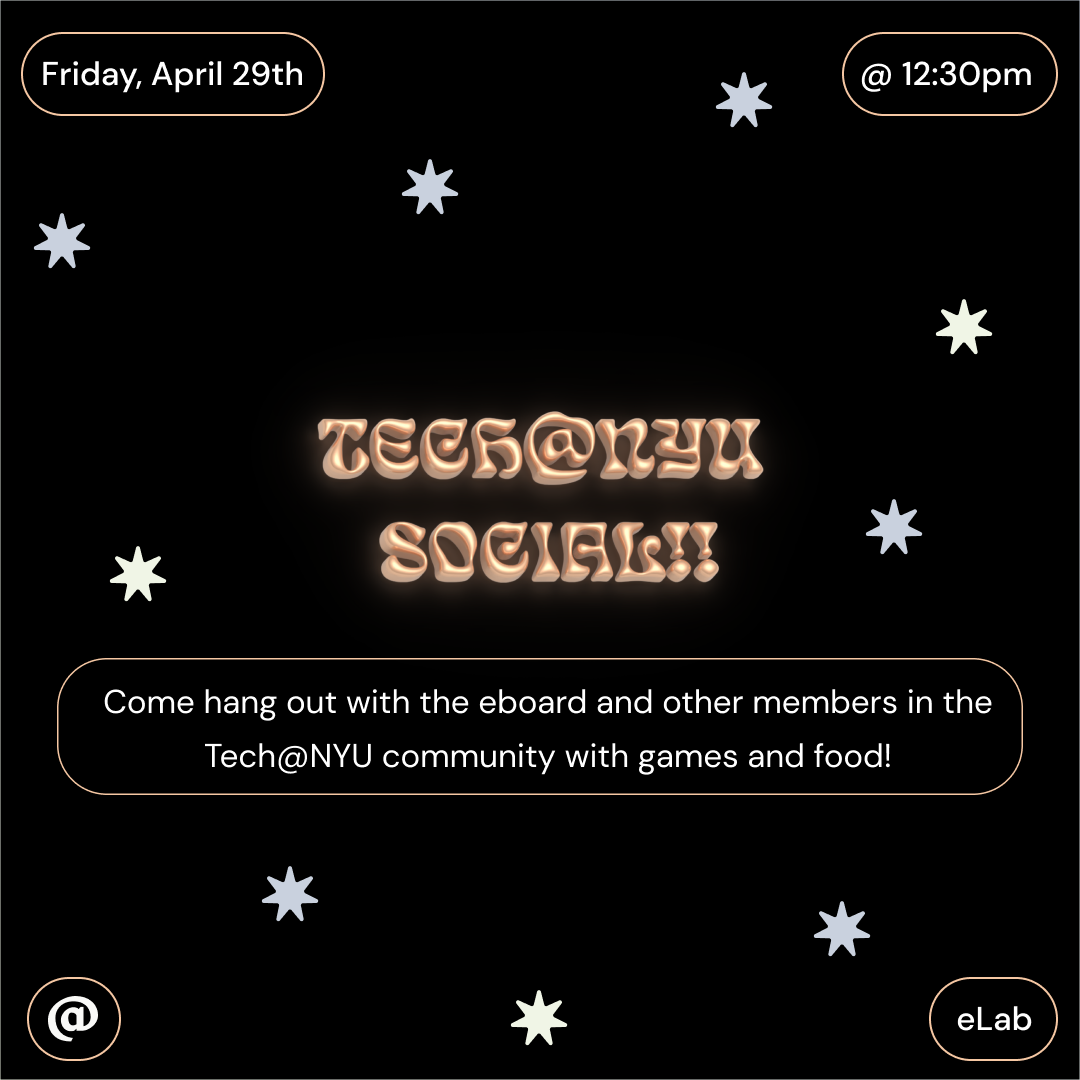 Friday, April 29th
@ 12:30pm
TECH@NYU
SOCIAL!!
Come hang out with the eboard and other members in the
Tech@NYU community with games and food!
@
eLab